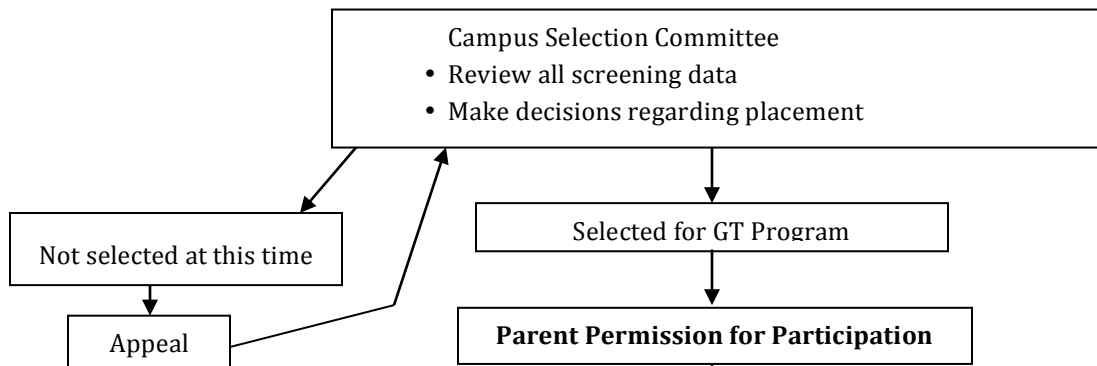 Campus Selection Committee
• Review all screening data
• Make decisions regarding placement
Selected for GT Program
Not selected at this time
Parent Permission for Participation
Appeal